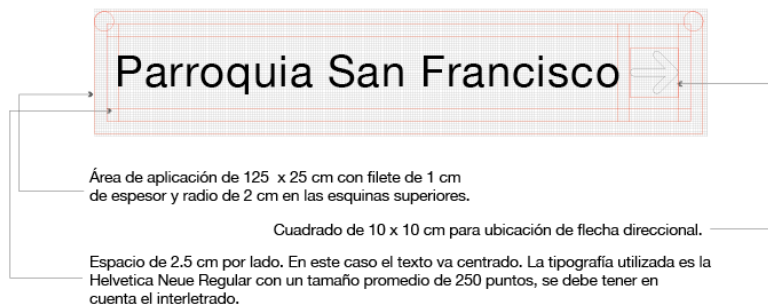 Parroquia San Francisco
Área de aplicación de 125 x 25 cm con filete de 1 cm
de espesor y radio de 2 cm en las esquinas superiores.
Cuadrado de 10 x 10 cm para ubicación de flecha direccional.
Espacio de 2.5 cm por lado. En este caso el texto va centrado. La tipografía utilizada es la
Helvetica Neue Regular con un tamaño promedio de 250 puntos, se debe tener en
cuenta el interletrado.